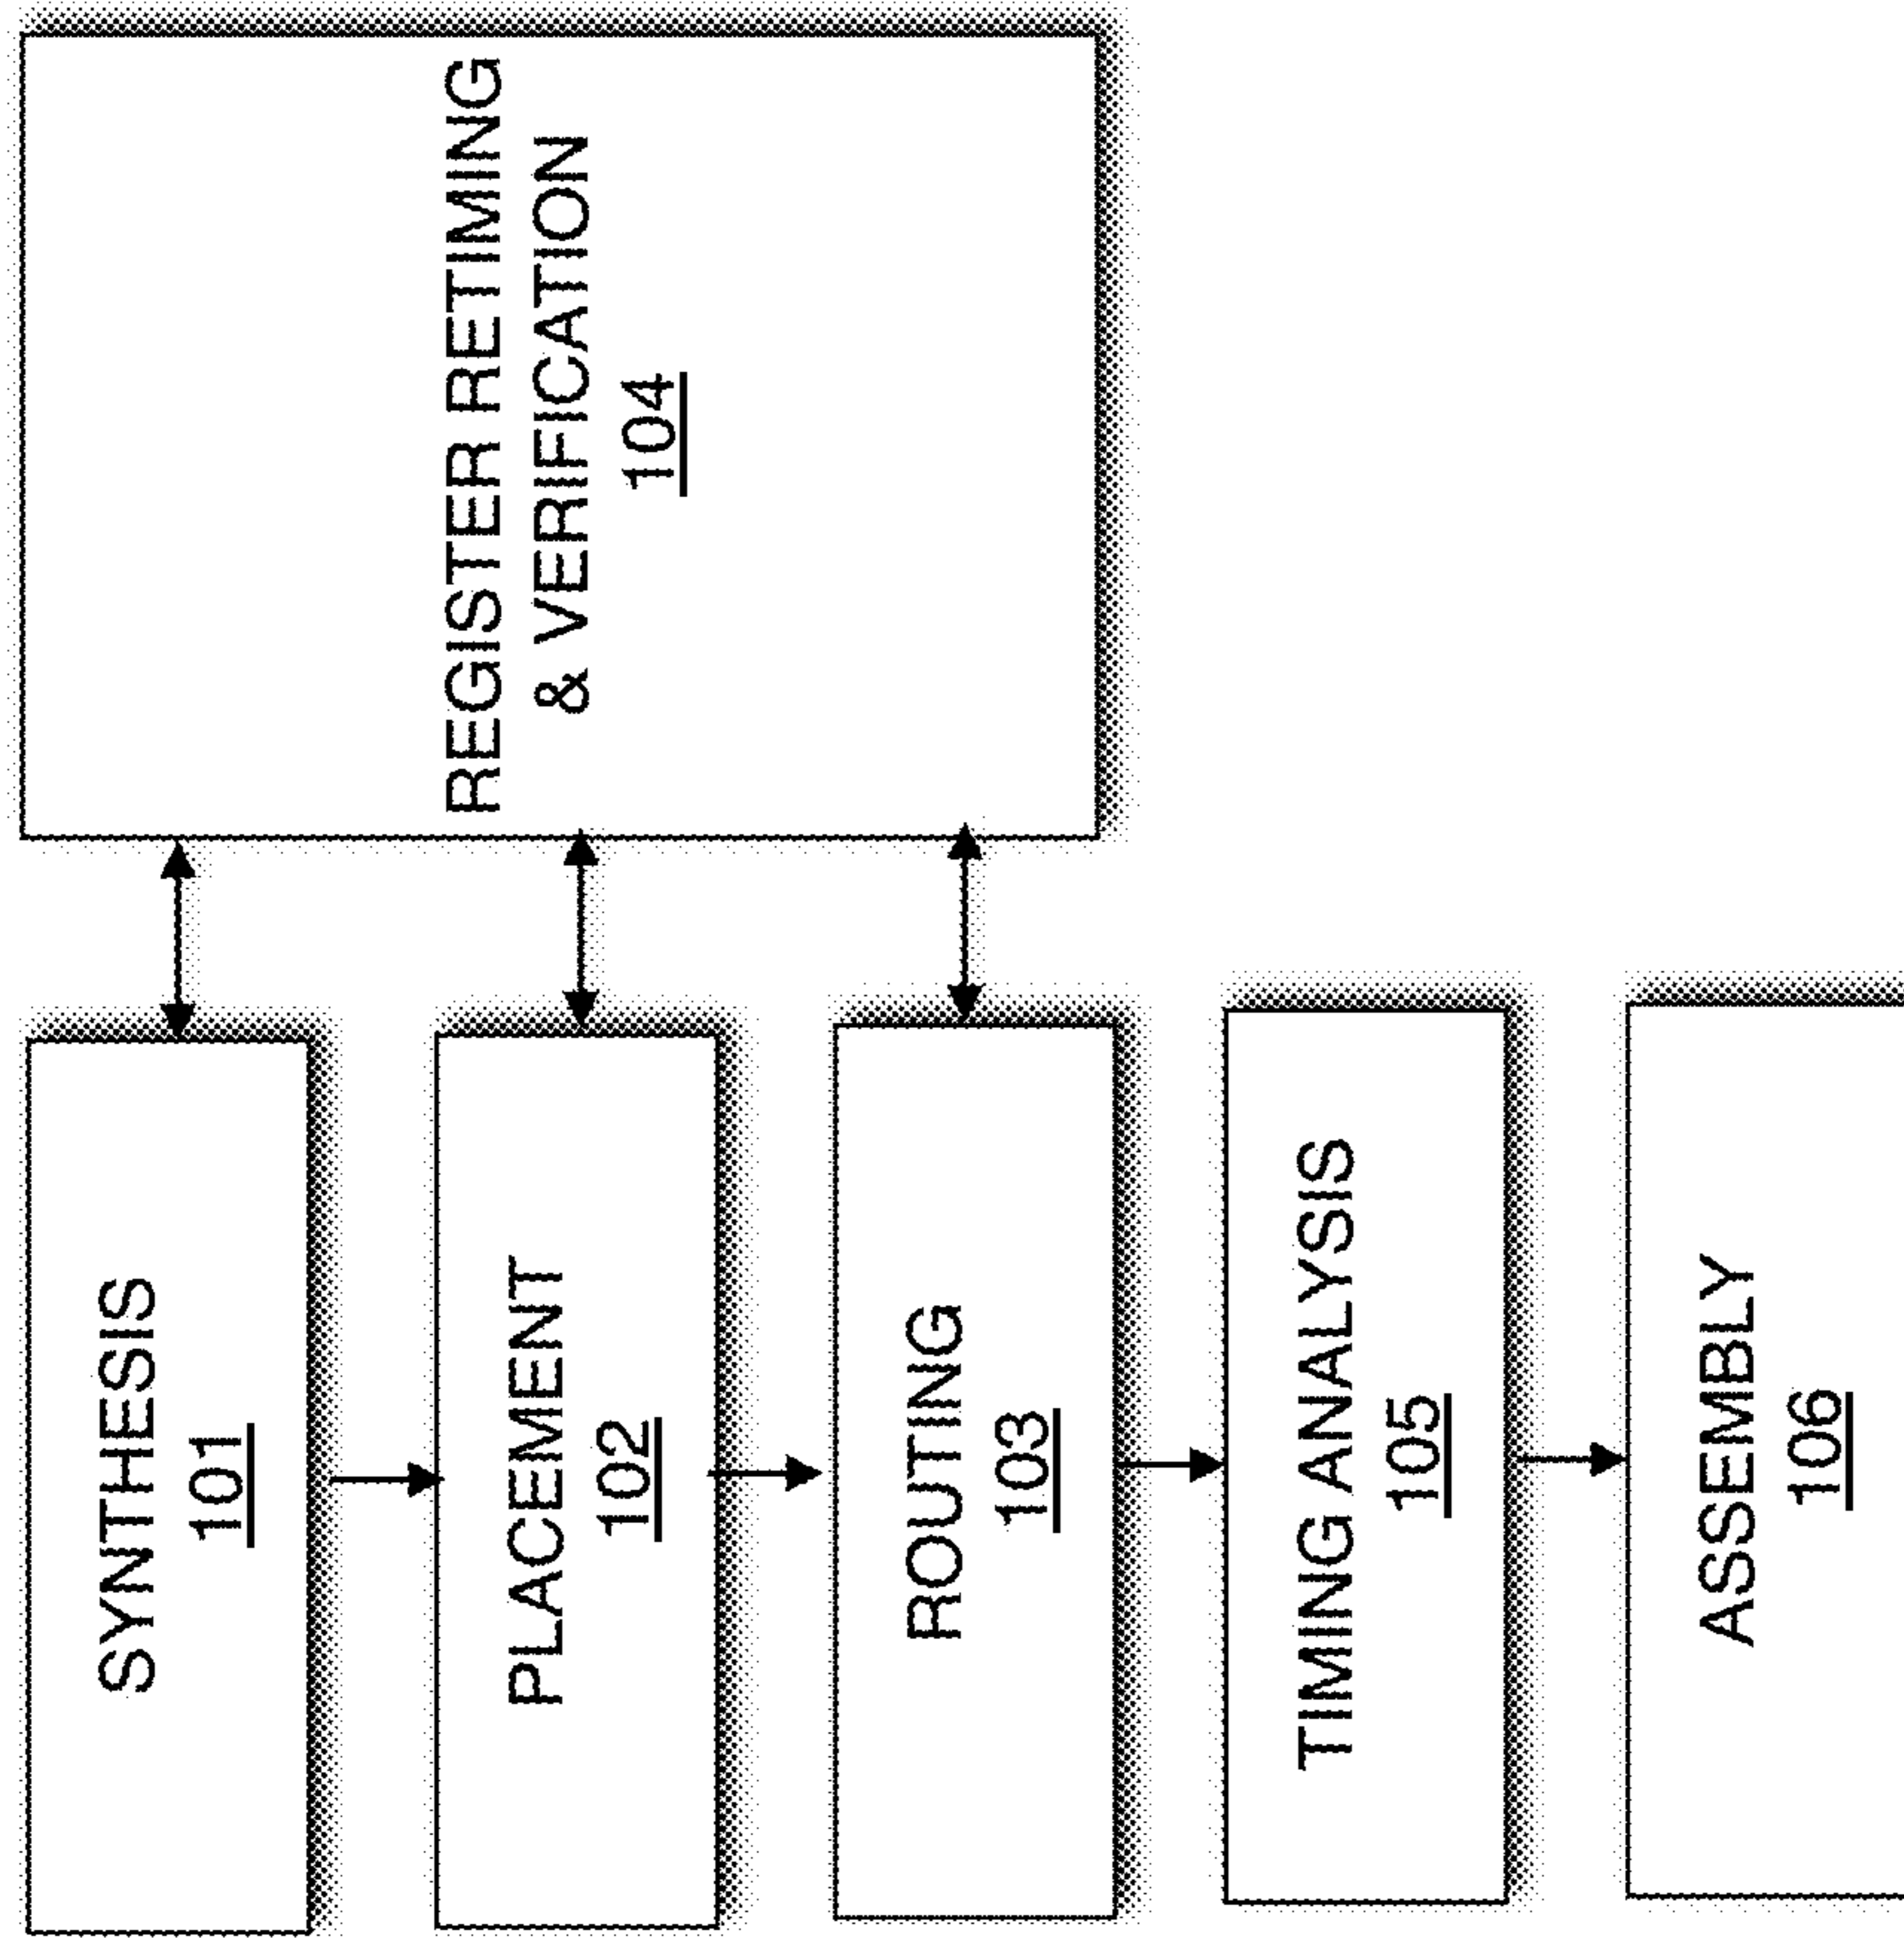 SYNTHESIS
101
PLACEMENT
102
ROUTING
103
REGISTER RETIMING
& VERIFICATION
104
TIMING ANALYSIS
105
ASSEMBLY
106